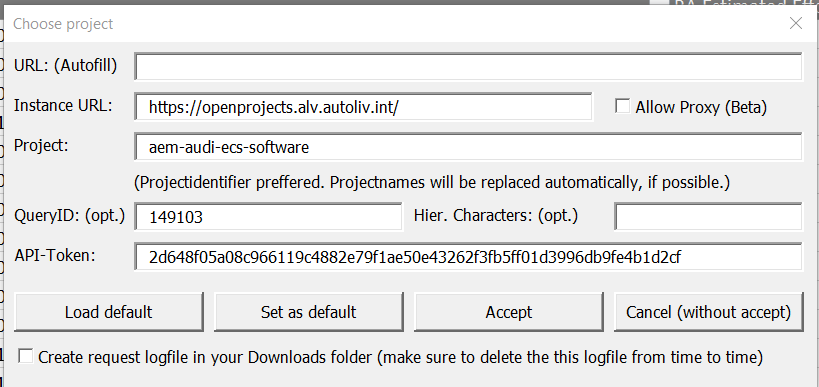 Choose project
URL: (Autofill)
Instance URL: https://openprojects.alv.autoliv.int/ Allow Proxy (Beta)
Project: aem-audi-ecs-software
(Projectidentifier preffered. Projectnames will be replaced automatically, if possible.)
QueryID: (opt.) 149103 Hier. Characters: (opt.)
API-Token: 2d648f05a08c966119c4882e79f1ae50e43262f3fb5ff01d3996db9fe4b1d2cf
Load default Set as default Accept Cancel (without accept)
Create request logfile in your Downloads folder (make sure to delete the this logfile from time to time)